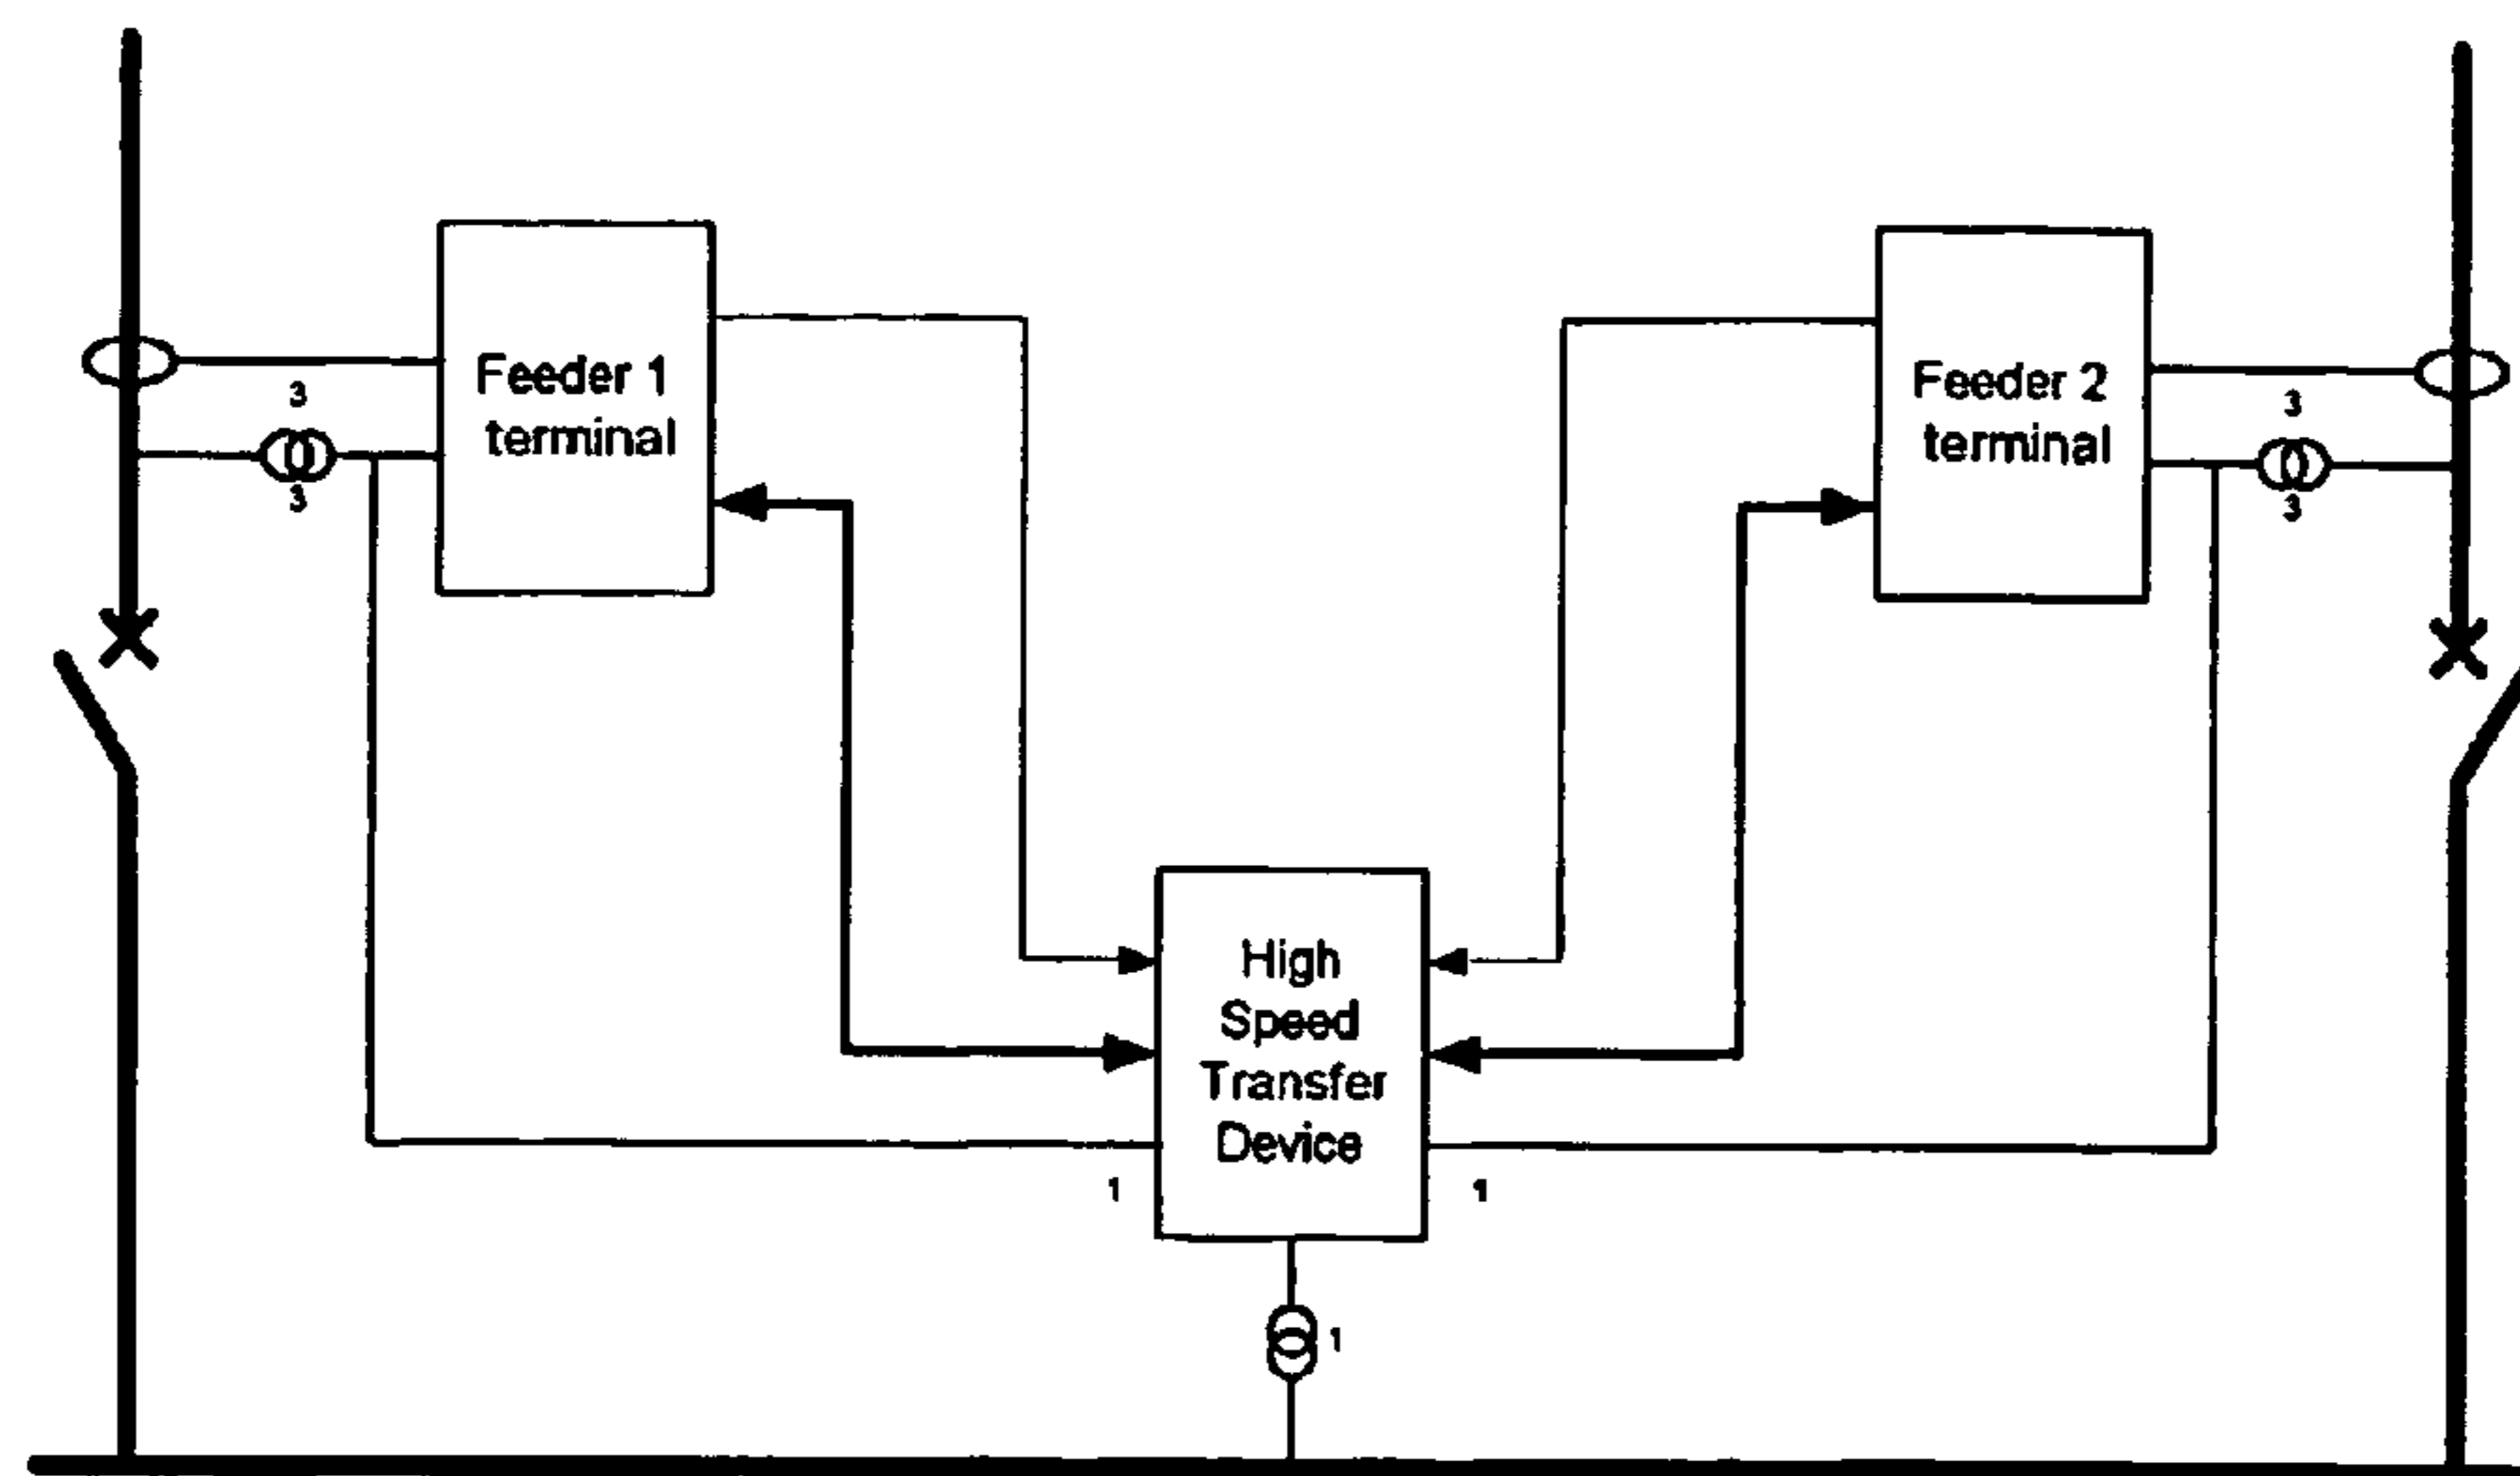 Feeder 1
terminal
Feeder 2
terminal
3
3
3
3
High
Speed
Transfer
Device
1
1
1